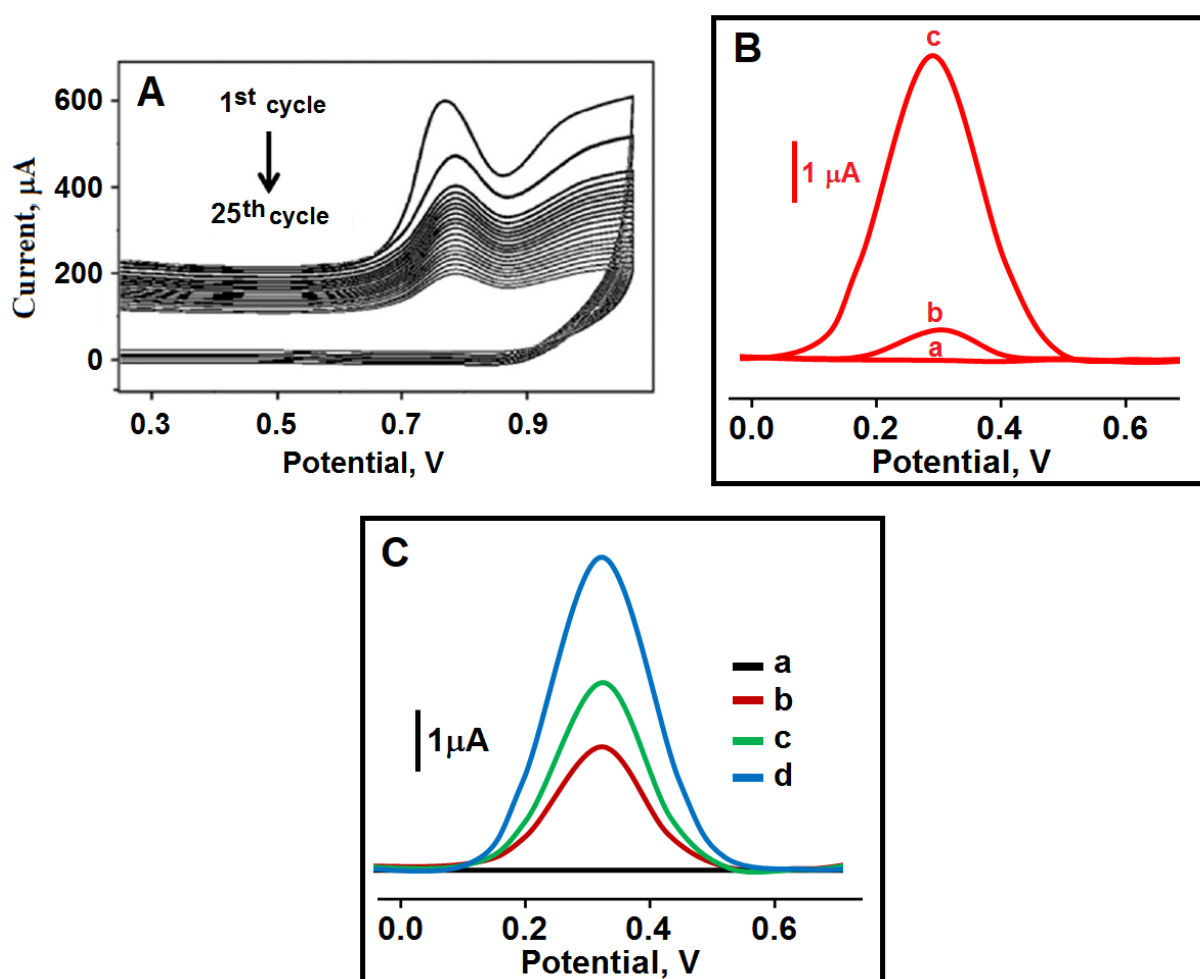 A
1st cycle
25th cycle
600
400
200
0
Current, μA
0.3 0.5 0.7 0.9
Potential, V
B
c
1 μA
b
a
0.0 0.2 0.4 0.6
Potential, V
C
a
b
c
d
1μA
0.0 0.2 0.4 0.6
Potential, V